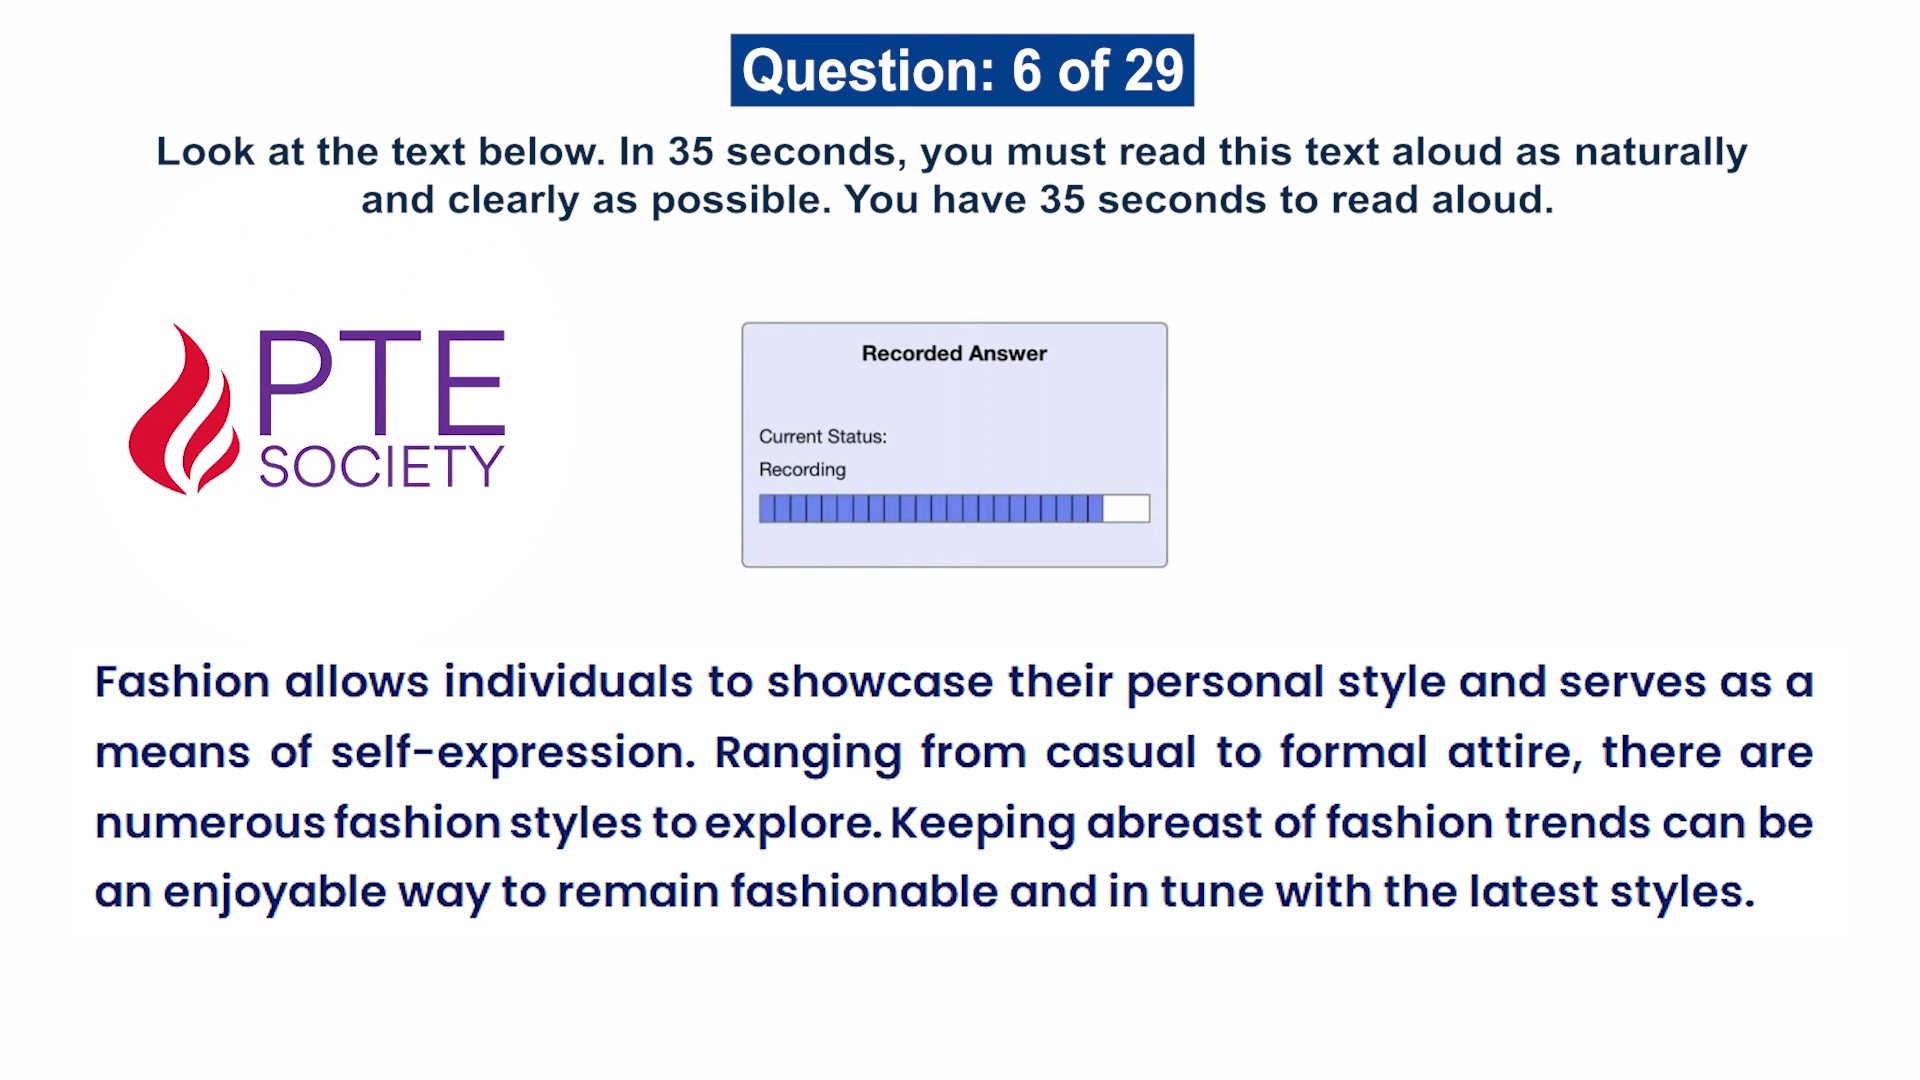 Question: 6 of 29
Look at the text below. In 35 seconds, you must read this text aloud as naturally
and clearly as possible. You have 35 seconds to read aloud.
PTE
SOCIETY
Recorded Answer
Current Status:
Recording
Fashion allows individuals to showcase their personal style and serves as a
means of self-expression. Ranging from casual to formal attire, there are
numerous fashion styles to explore. Keeping abreast of fashion trends can be
an enjoyable way to remain fashionable and in tune with the latest styles.